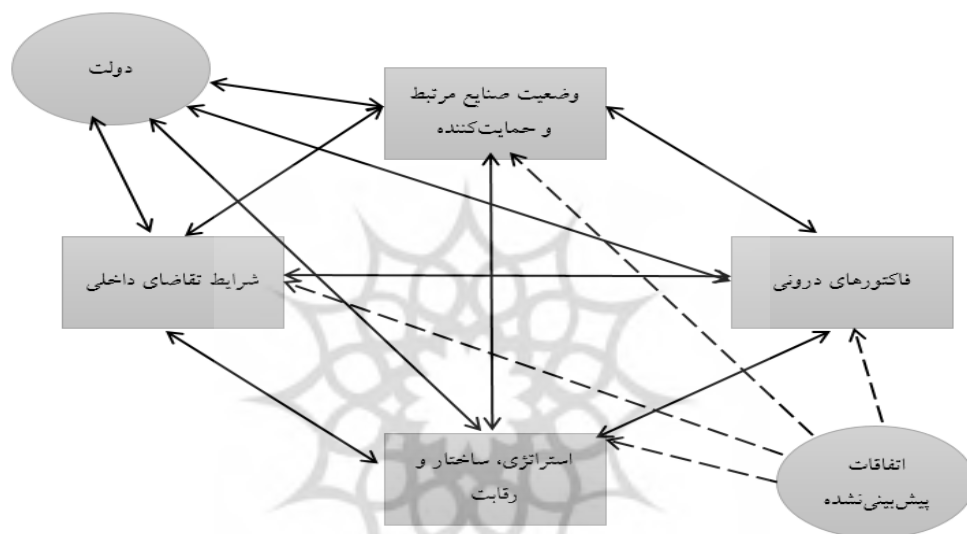 دولت
وضعیت صنایع مرتبط
و حمایت‌کننده
شرایط تقاضای داخلی
فاکتورهای درونی
استراتژی، ساختار و
رقابت
اتفاقات
پیش‌بینی‌نشده